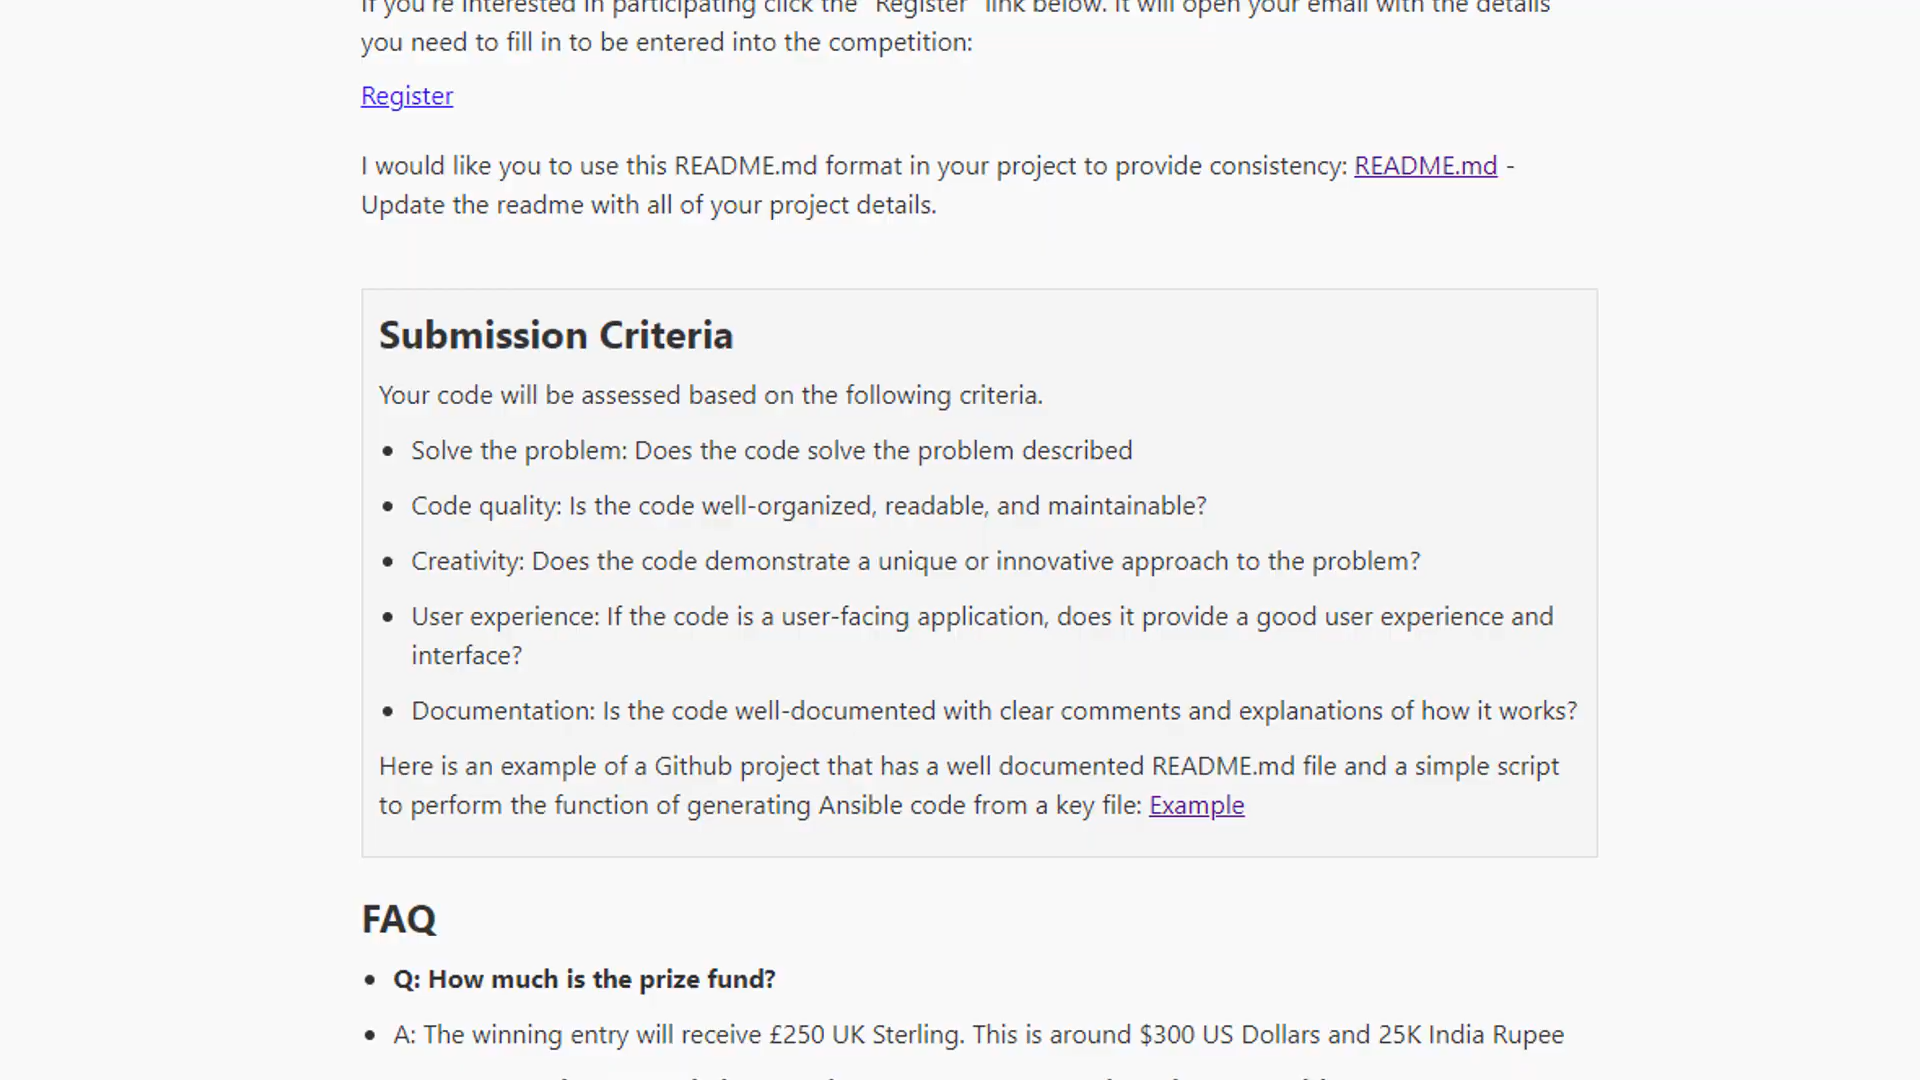 If you're interested in participating click the "Register" link below. It will open your email with the details
you need to fill in to be entered into the competition:
Register
I would like you to use this README.md format in your project to provide consistency: README.md -
Update the readme with all of your project details.
Submission Criteria
Your code will be assessed based on the following criteria.
• Solve the problem: Does the code solve the problem described
• Code quality: Is the code well-organized, readable, and maintainable?
• Creativity: Does the code demonstrate a unique or innovative approach to the problem?
• User experience: If the code is a user-facing application, does it provide a good user experience and
interface?
• Documentation: Is the code well-documented with clear comments and explanations of how it works?
Here is an example of a Github project that has a well documented README.md file and a simple script
to perform the function of generating Ansible code from a key file: Example
FAQ
• Q: How much is the prize fund?
• A: The winning entry will receive £250 UK Sterling. This is around $300 US Dollars and 25K India Rupee